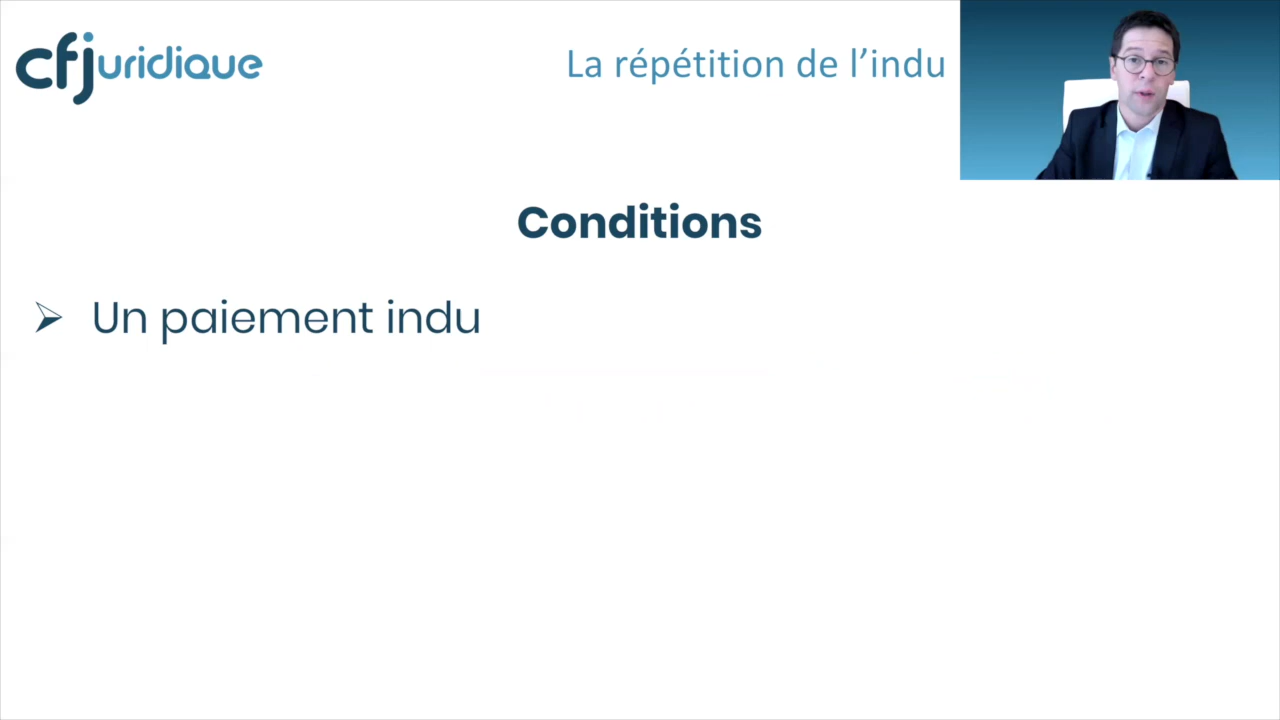 cfjuridique
La répétition de l’indu
Conditions
➢ Un paiement indu